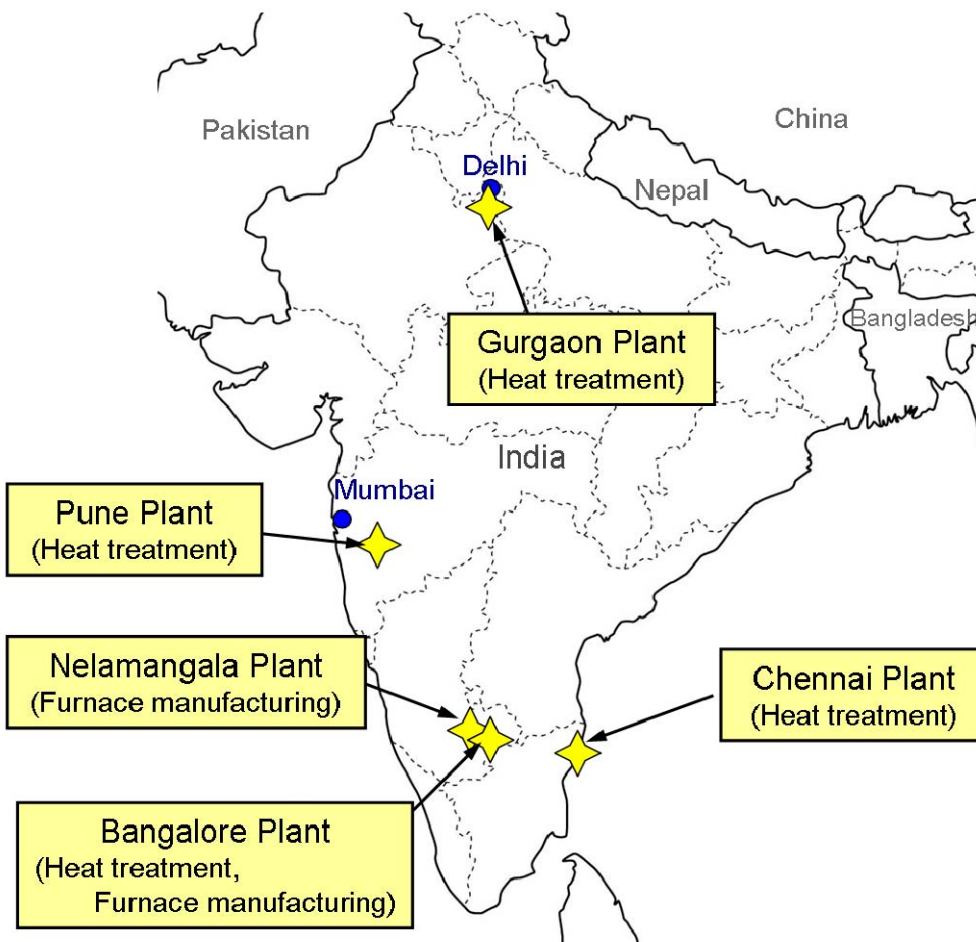 Pakistan
China
Delhi
Nepal
Bangladesh
Gurgaon Plant
(Heat treatment)
India
Mumbai
Pune Plant
(Heat treatment)
Nelamangala Plant
(Furnace manufacturing)
Chennai Plant
(Heat treatment)
Bangalore Plant
(Heat treatment,
Furnace manufacturing)